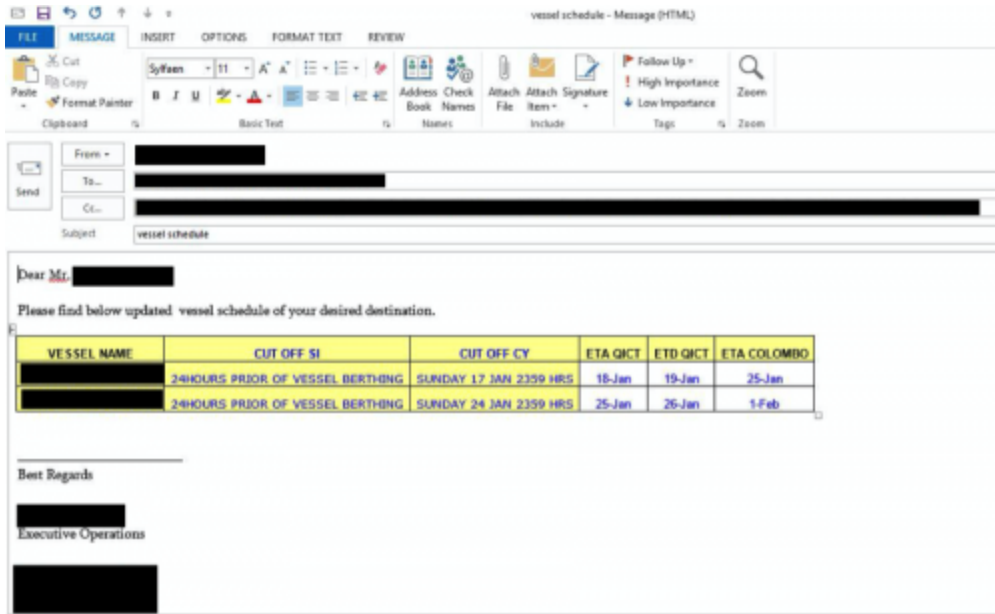 vessel schedule - Message (HTML)
FILE MESSAGE INSERT OPTIONS FORMAT TEXT REVIEW
Cut
Copy
Format Painter
Paste
Sylfaen 11
B I U
Address Book
Check Names
Attach File
Attach Item
Signature
Follow Up
High Importance
Low Importance
Zoom
Clipboard Basic Text Names Include Tags Zoom
From
To...
Cc...
Send
Subject vessel schedule
Dear Mr.
Please find below updated vessel schedule of your desired destination.
VESSEL NAME CUT OFF SI CUT OFF CY ETA QICT ETD QICT ETA COLOMBO
24HOURS PRIOR OF VESSEL BERTHING SUNDAY 17 JAN 2359 HRS 18-Jan 19-Jan 25-Jan
24HOURS PRIOR OF VESSEL BERTHING SUNDAY 24 JAN 2359 HRS 25-Jan 26-Jan 1-Feb
Best Regards
Executive Operations